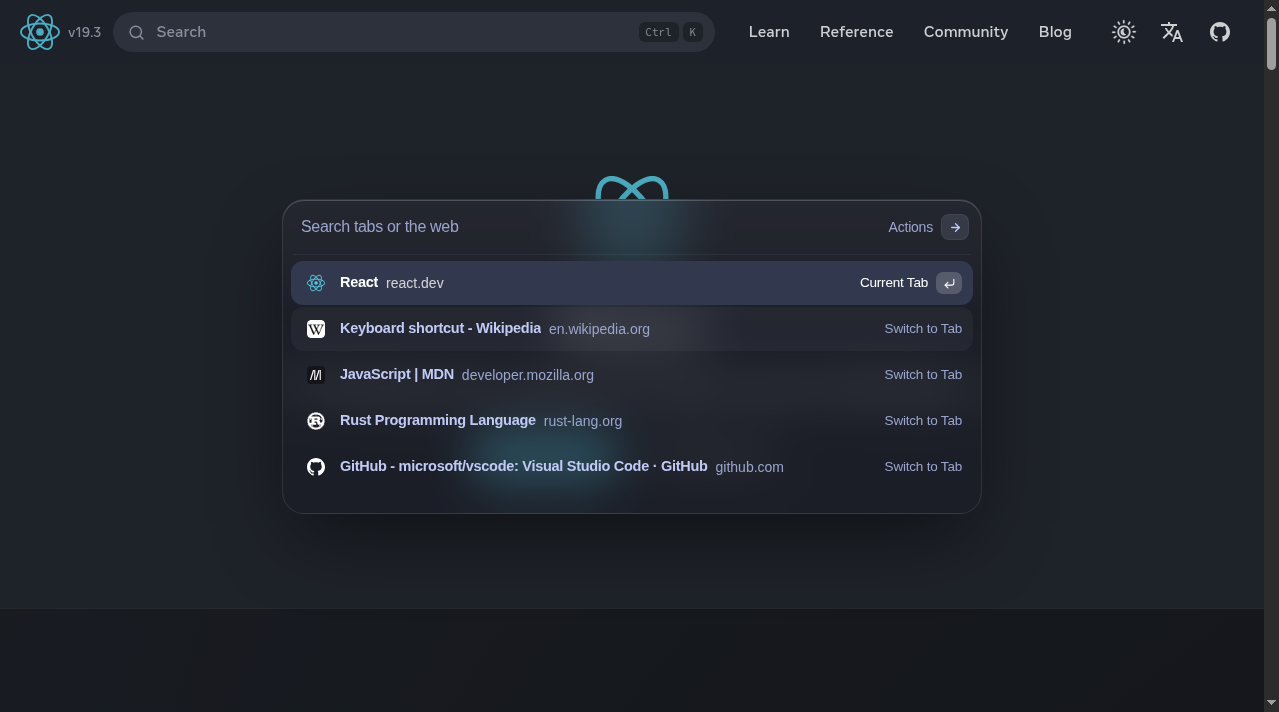 v19.3 Search Ctrl K Learn Reference Community Blog
Search tabs or the web Actions
React react.dev Current Tab
Keyboard shortcut - Wikipedia en.wikipedia.org Switch to Tab
JavaScript | MDN developer.mozilla.org Switch to Tab
Rust Programming Language rust-lang.org Switch to Tab
GitHub - microsoft/vscode: Visual Studio Code · GitHub github.com Switch to Tab